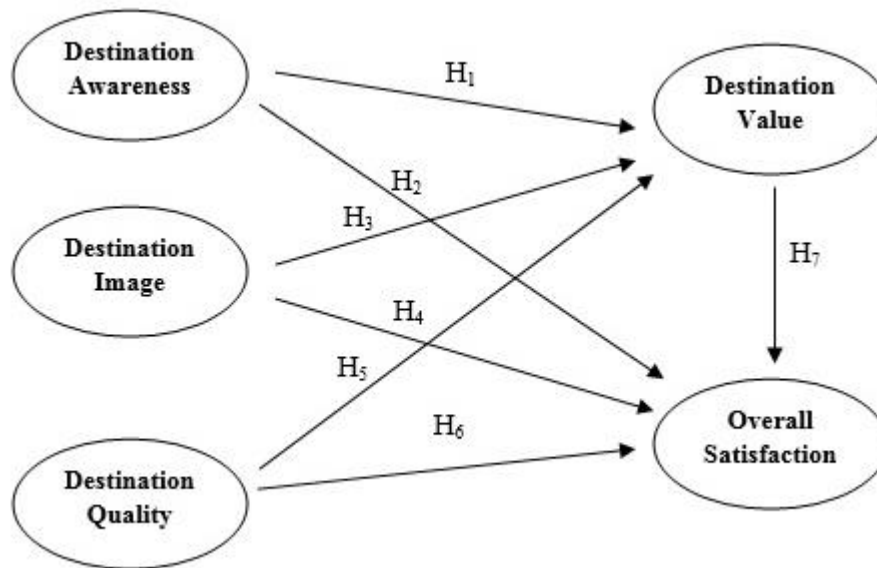 Destination
Awareness
H₁
Destination
Value
H₂
H₃
Destination
Image
H₇
H₄
H₅
H₆
Overall
Satisfaction
Destination
Quality